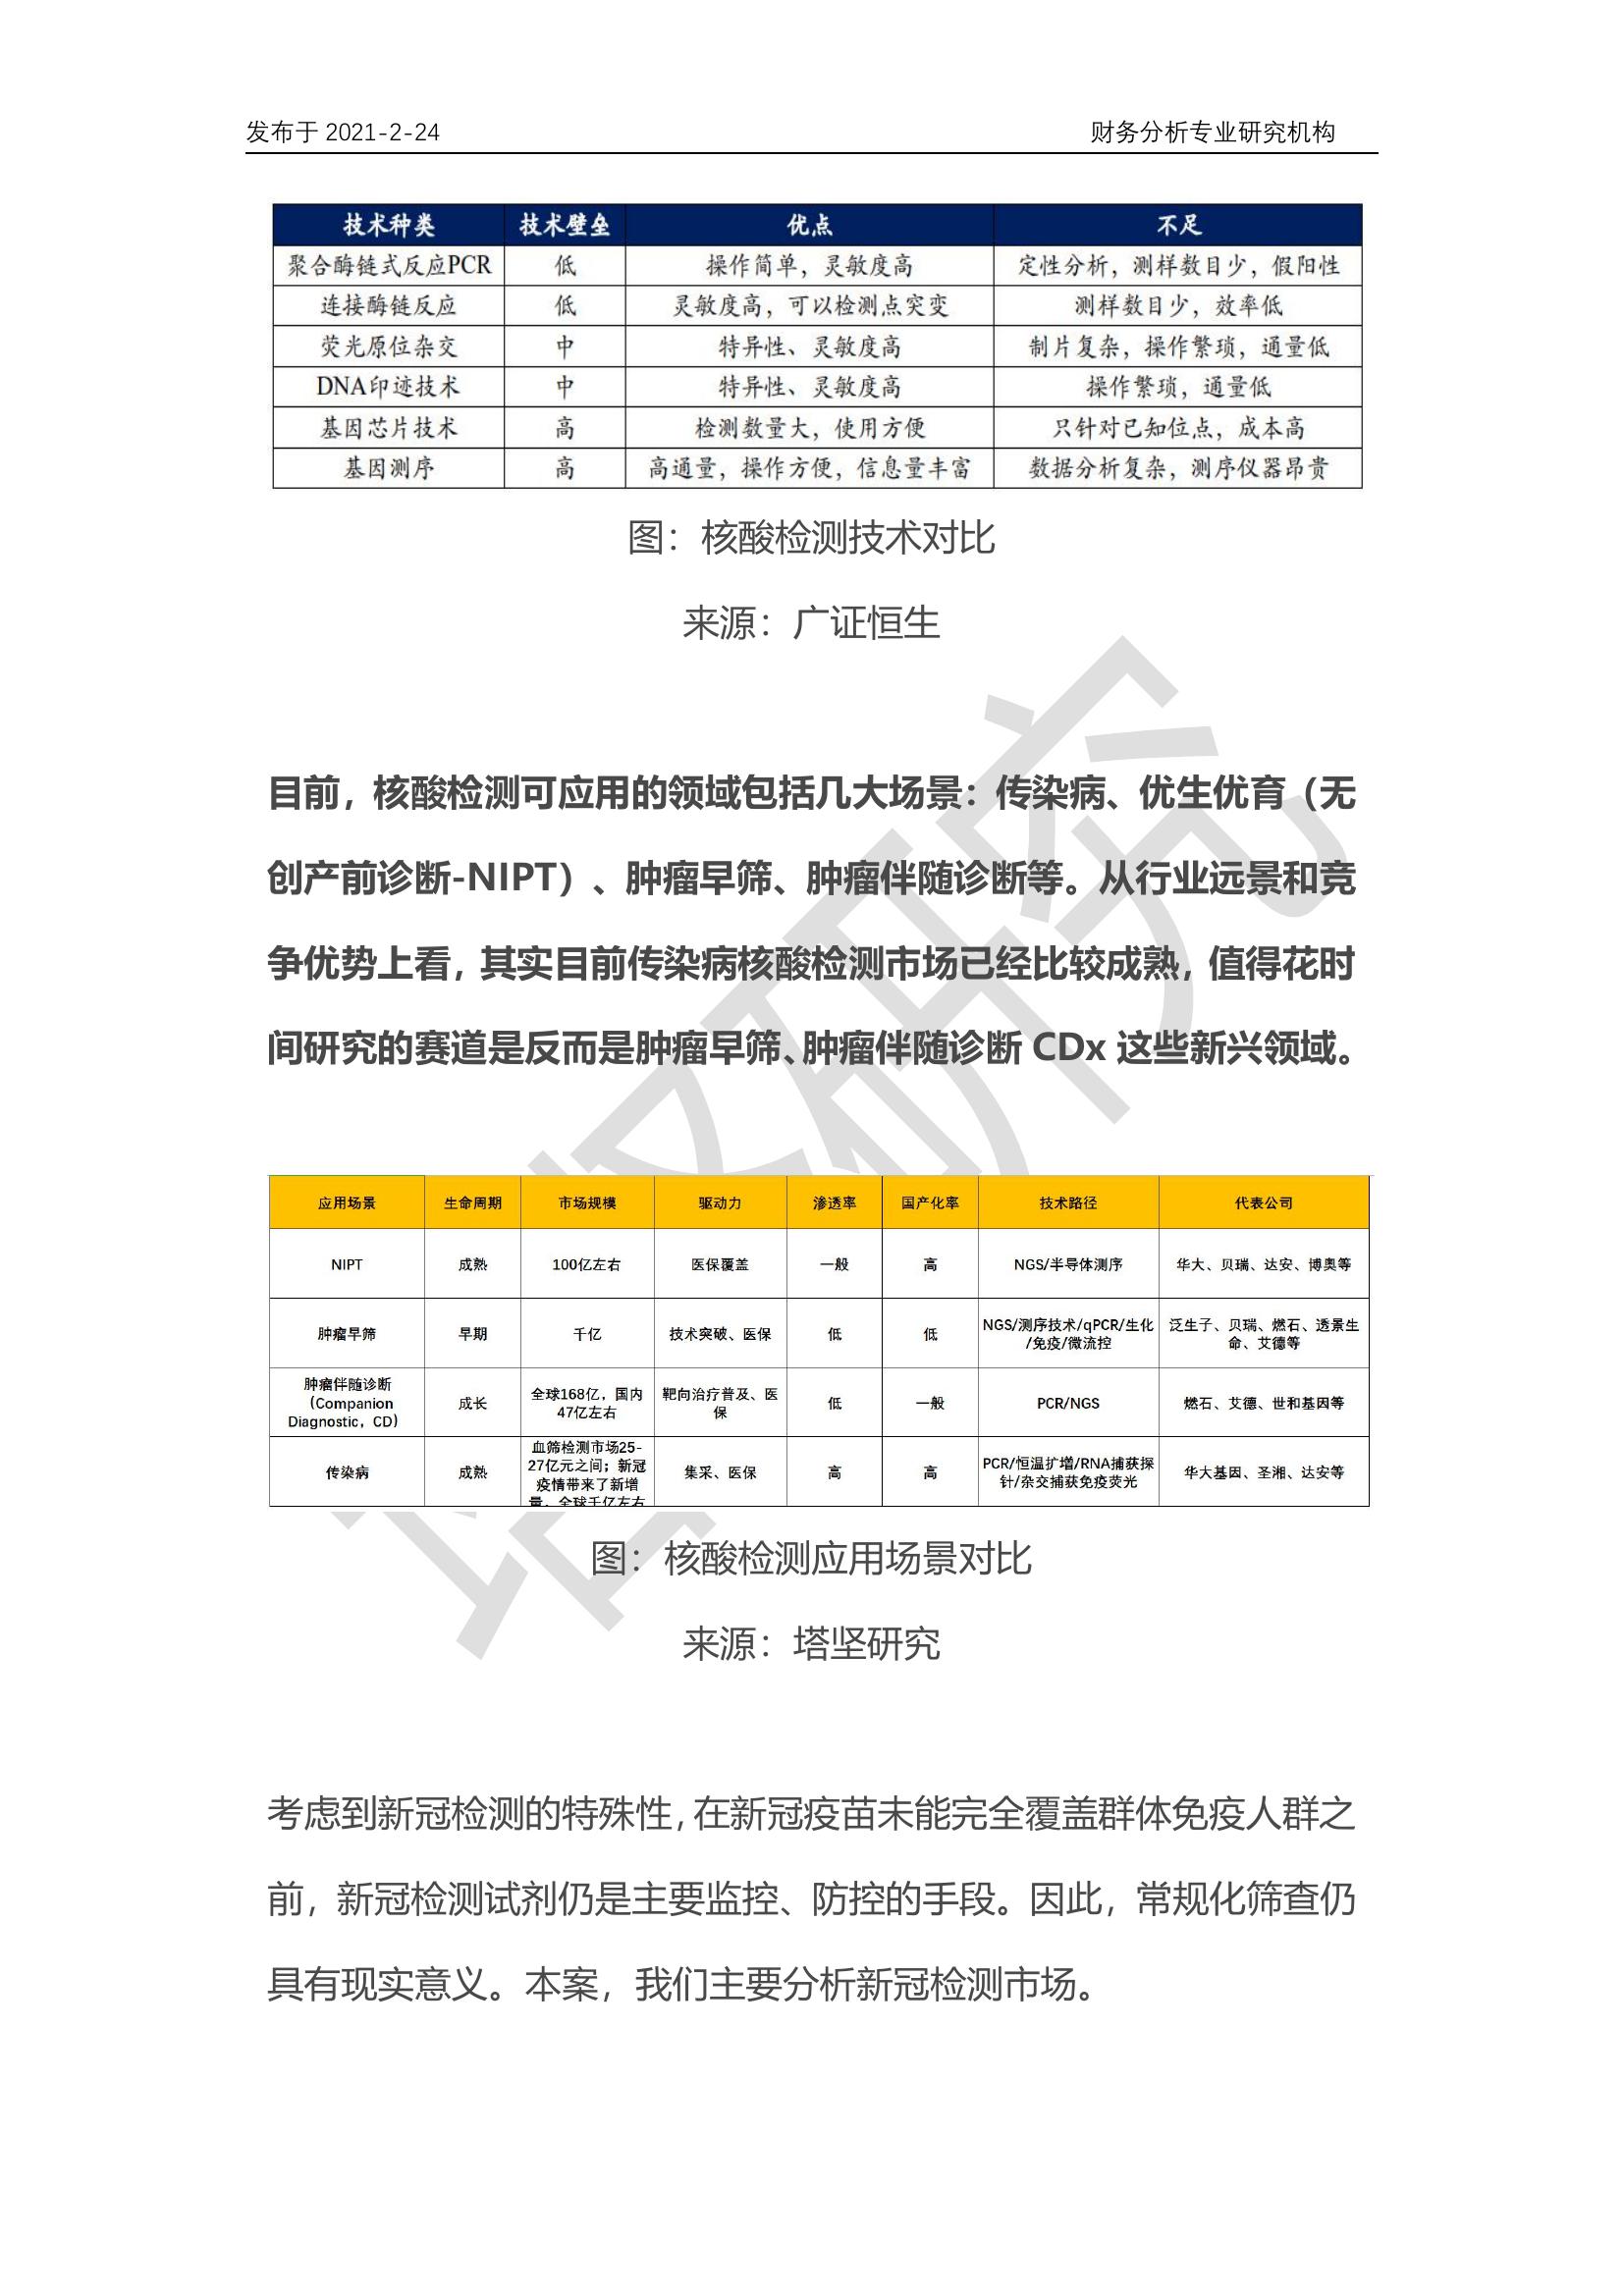 发布于 2021-2-24 财务分析专业研究机构
技术种类 技术壁垒 优点 不足
聚合酶链式反应PCR 低 操作简单，灵敏度高 定性分析，测样数目少，假阳性
连接酶链反应 低 灵敏度高，可以检测点突变 测样数目少，效率低
荧光原位杂交 中 特异性、灵敏度高 制片复杂，操作繁琐，通量低
DNA印迹技术 中 特异性、灵敏度高 操作繁琐，通量低
基因芯片技术 高 检测数量大，使用方便 只针对已知位点，成本高
基因测序 高 高通量，操作方便，信息量丰富 数据分析复杂，测序仪器昂贵
图：核酸检测技术对比
来源：广证恒生
目前，核酸检测可应用的领域包括几大场景：传染病、优生优育（无
创产前诊断-NIPT）、肿瘤早筛、肿瘤伴随诊断等。从行业远景和竞
争优势上看，其实目前传染病核酸检测市场已经比较成熟，值得花时
间研究的赛道是反而是肿瘤早筛、肿瘤伴随诊断 CDx 这些新兴领域。
应用场景 生命周期 市场规模 驱动力 渗透率 国产化率 技术路径 代表公司
NIPT 成熟 100亿左右 医保覆盖 一般 高 NGS/半导体测序 华大、贝瑞、达安、博奥等
肿瘤早筛 早期 千亿 技术突破、医保 低 低 NGS/测序技术/qPCR/生化
/免疫/微流控 泛生子、贝瑞、燃石、透景生
命、艾德等
肿瘤伴随诊断
（Companion
Diagnostic，CD） 成长 全球168亿，国内
47亿左右 靶向治疗普及、医
保 低 一般 PCR/NGS 燃石、艾德、世和基因等
传染病 成熟 血筛检测市场25-
27亿元之间；新冠
疫情带来了新增
量，全球千亿左右 集采、医保 高 高 PCR/恒温扩增/RNA捕获探
针/杂交捕获免疫荧光 华大基因、圣湘、达安等
图：核酸检测应用场景对比
来源：塔坚研究
考虑到新冠检测的特殊性，在新冠疫苗未能完全覆盖群体免疫人群之
前，新冠检测试剂仍是主要监控、防控的手段。因此，常规化筛查仍
具有现实意义。本案，我们主要分析新冠检测市场。
塔坚研究